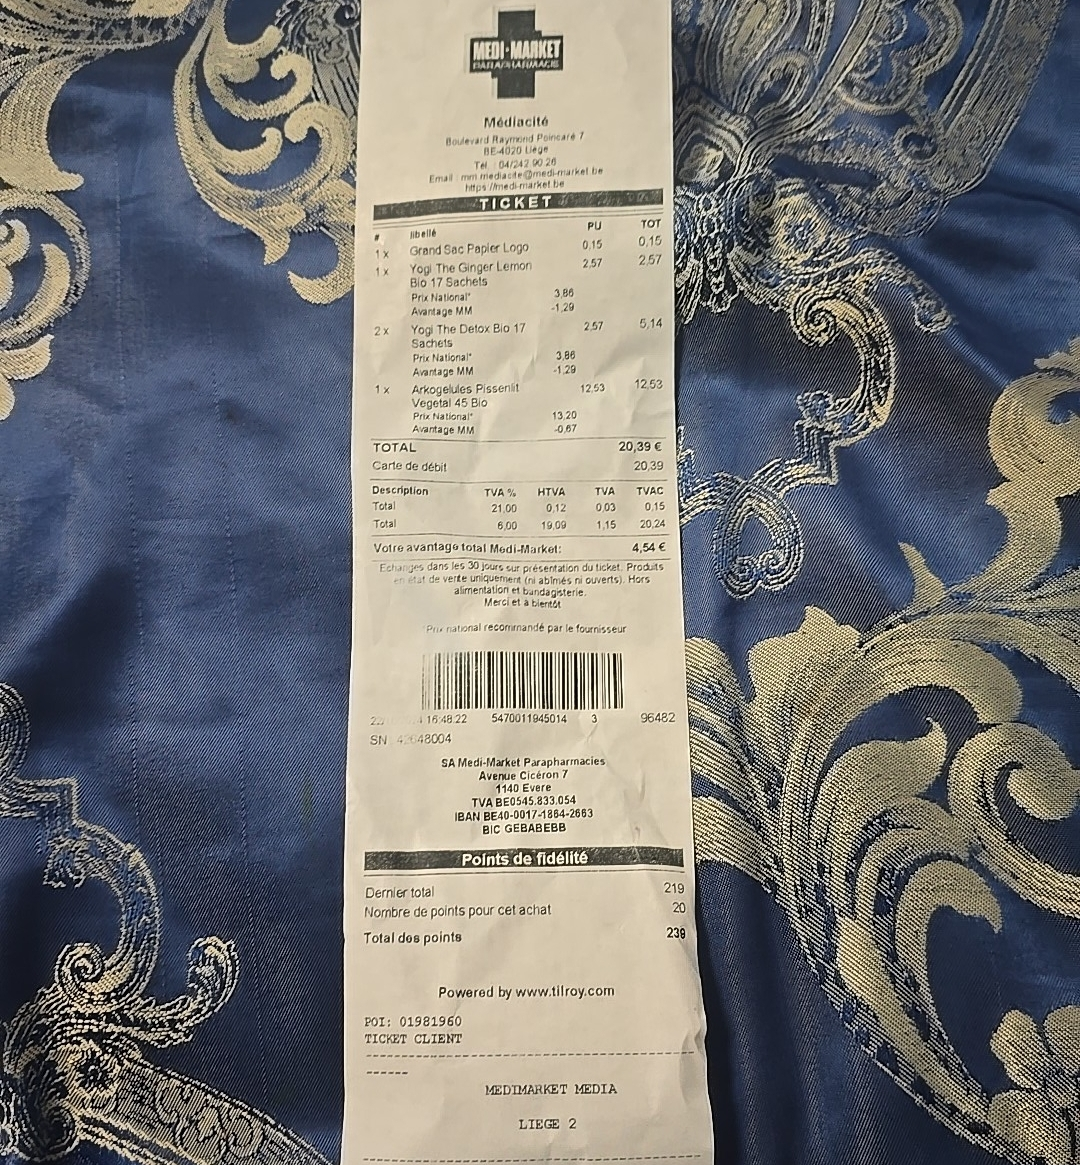 MEDI-MARKET
PARAPHARMACIE
Médiacité
Boulevard Raymond Poincaré 7
BE-4020 Liège
Tel : 04/242 90 26
Email : mm.mediacite@medi-market.be
https://medi-market.be
TICKET
# libellé PU TOT
1 x Grand Sac Papier Logo 0,15 0,15
1 x Yogi The Ginger Lemon 2,57 2,57
Bio 17 Sachets
Prix National* 3,86
Avantage MM -1,29
2 x Yogi The Detox Bio 17 2,57 5,14
Sachets
Prix National* 3,86
Avantage MM -1,29
1 x Arkogelules Pissenlit 12,53 12,53
Vegetal 45 Bio
Prix National* 13,20
Avantage MM -0,67
TOTAL 20,39 €
Carte de débit 20,39
Description TVA % HTVA TVA TVAC
Total 21,00 0,12 0,03 0,15
Total 6,00 19,09 1,15 20,24
Votre avantage total Medi-Market: 4,54 €
Echanges dans les 30 jours sur présentation du ticket. Produits
en état de vente uniquement (ni abîmés ni ouverts). Hors
alimentation et bandagisterie.
Merci et à bientôt
*Prix national recommandé par le fournisseur
16:48:22 5470011945014 3 96482
SN
SA Medi-Market Parapharmacies
Avenue Cicéron 7
1140 Evere
TVA BE0545.833.054
IBAN BE40-0017-1864-2663
BIC GEBABEBB
Points de fidélité
Dernier total 219
Nombre de points pour cet achat 20
Total des points 239
Powered by www.tilroy.com
POI: 01981960
TICKET CLIENT
MEDIMARKET MEDIA
LIEGE 2